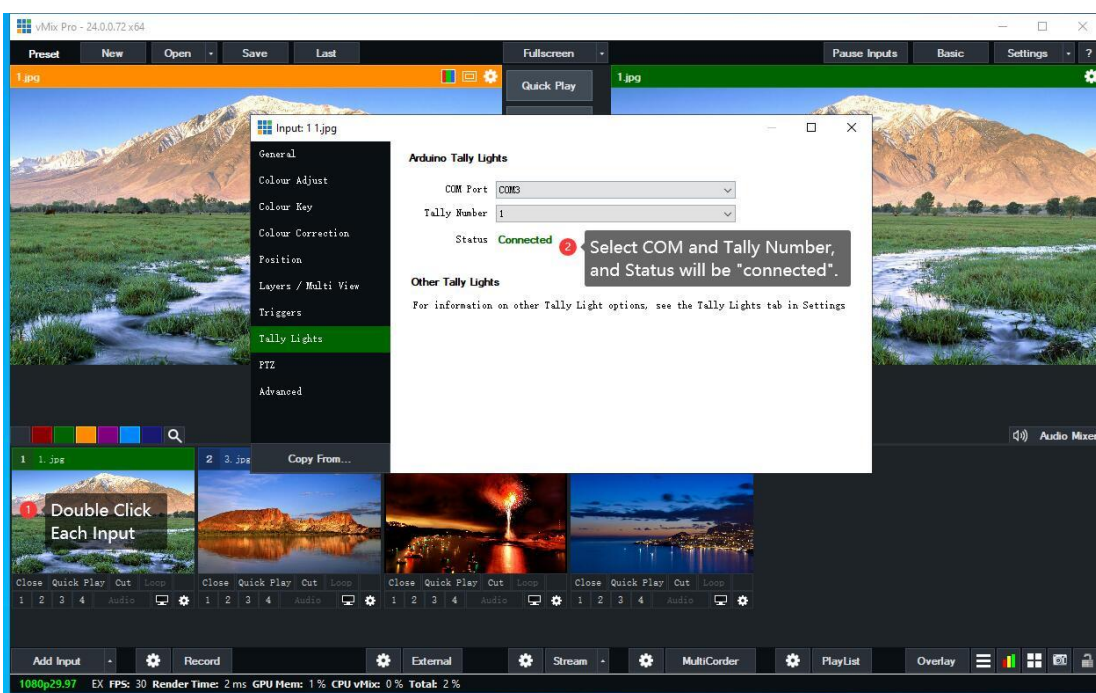 vMix Pro - 24.0.0.72 x64
Preset New Open Save Last Fullscreen Pause Inputs Basic Settings ?
1.jpg
Quick Play
1.jpg
Input: 1 1.jpg
General
Colour Adjust
Colour Key
Colour Correction
Position
Layers / Multi View
Triggers
Tally Lights
PTZ
Advanced
Copy From...
Arduino Tally Lights
COM Port COM3
Tally Number 1
Status Connected
2 Select COM and Tally Number,
and Status will be "connected".
Other Tally Lights
For information on other Tally Light options, see the Tally Lights tab in Settings
Audio Mixer
1 1.jpg 2 3.jpg
1 Double Click
Each Input
Close Quick Play Cut Loop Close Quick Play Cut Loop Close Quick Play Cut Loop Close Quick Play Cut Loop
1 2 3 4 Audio 1 2 3 4 Audio 1 2 3 4 Audio 1 2 3 4 Audio
Add Input Record External Stream MultiCorder PlayList Overlay
1080p29.97 EX FPS: 30 Render Time: 2 ms GPU Mem: 1 % CPU vMix: 0 % Total: 2 %